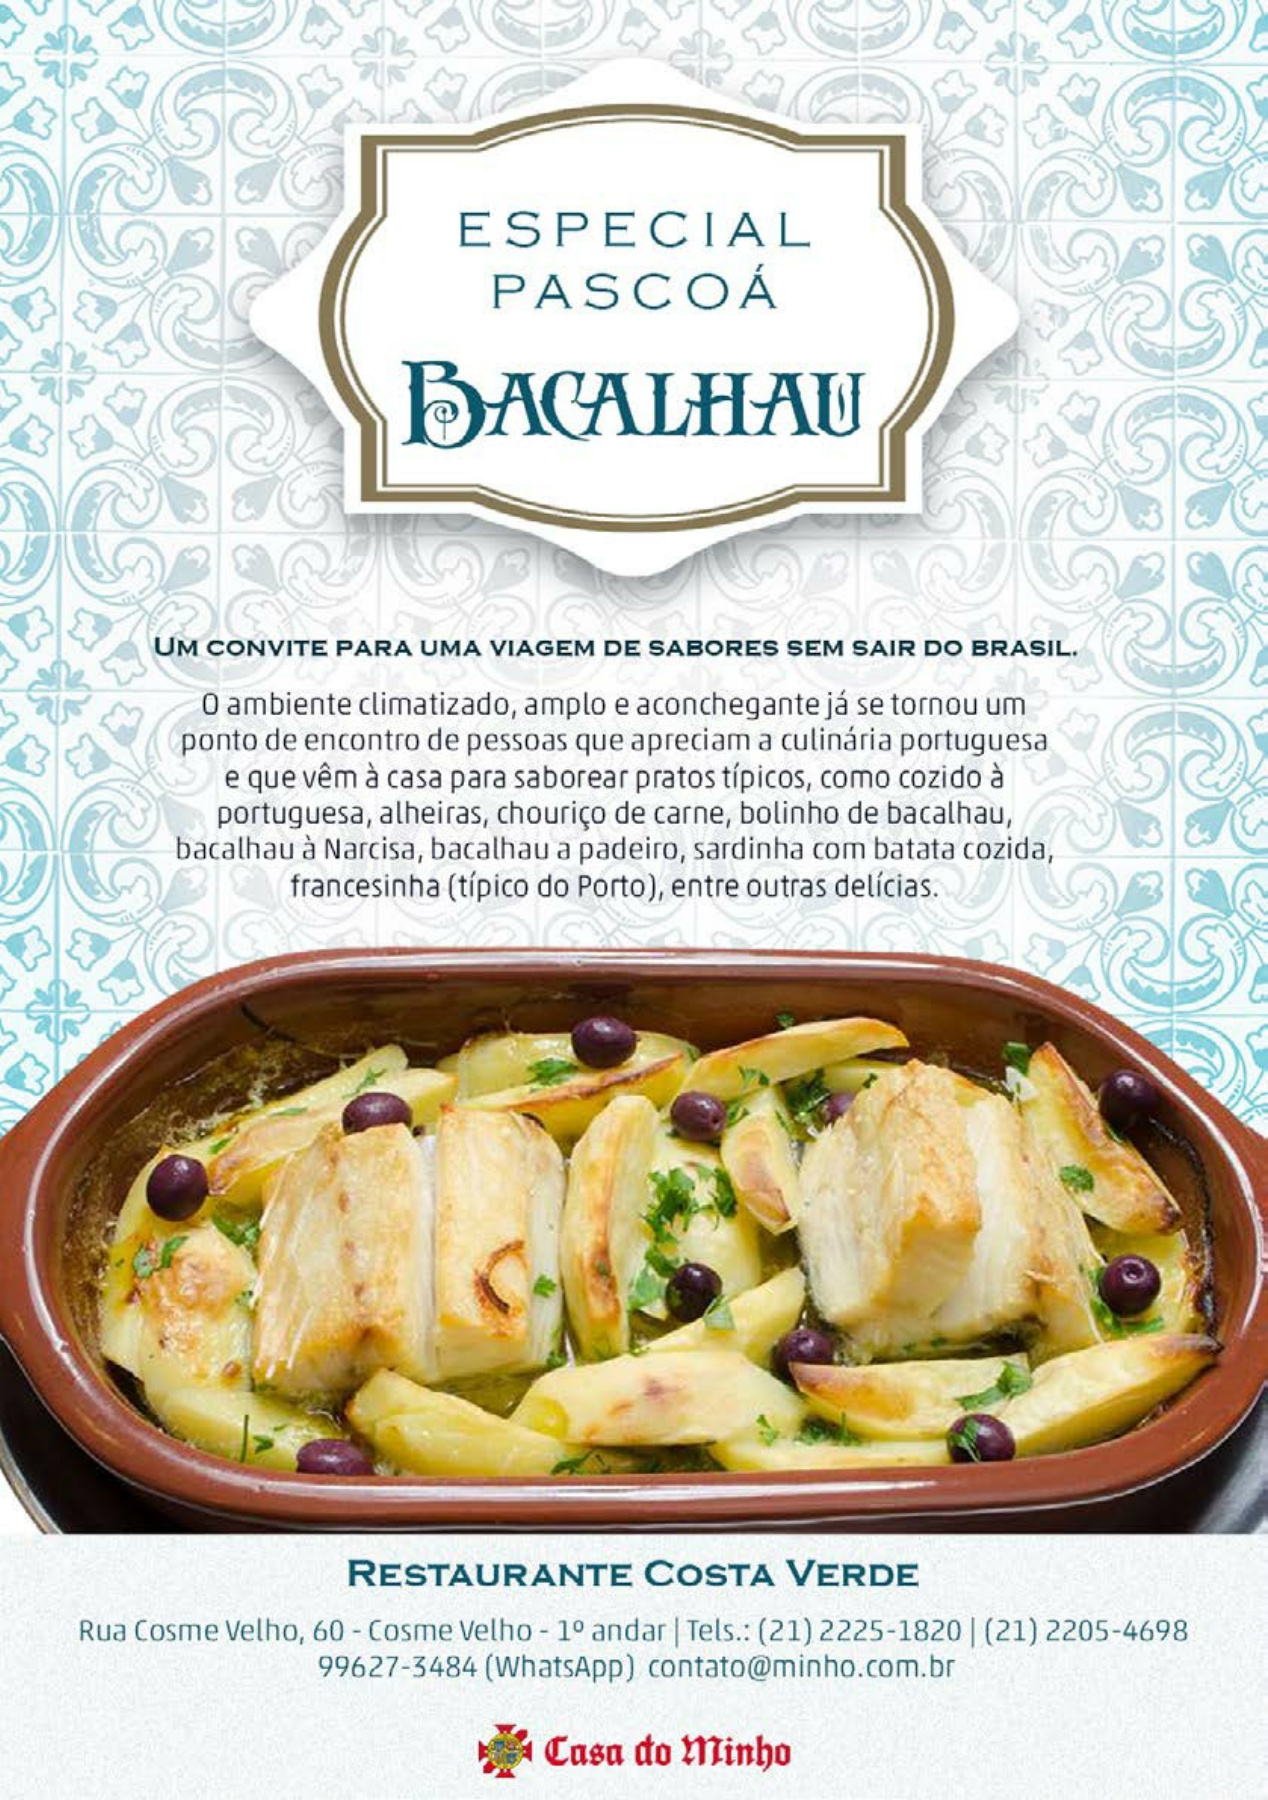 ESPECIAL
PASCOÁ
BACALHAU
UM CONVITE PARA UMA VIAGEM DE SABORES SEM SAIR DO BRASIL.
O ambiente climatizado, amplo e aconchegante já se tornou um
ponto de encontro de pessoas que apreciam a culinária portuguesa
e que vêm à casa para saborear pratos típicos, como cozido à
portuguesa, alheiras, chouriço de carne, bolinho de bacalhau,
bacalhau à Narcisa, bacalhau a padeiro, sardinha com batata cozida,
francesinha (típico do Porto), entre outras delícias.
RESTAURANTE COSTA VERDE
Rua Cosme Velho, 60 - Cosme Velho - 1º andar | Tels.: (21) 2225-1820 | (21) 2205-4698
99627-3484 (WhatsApp) contato@minho.com.br
Casa do Minho